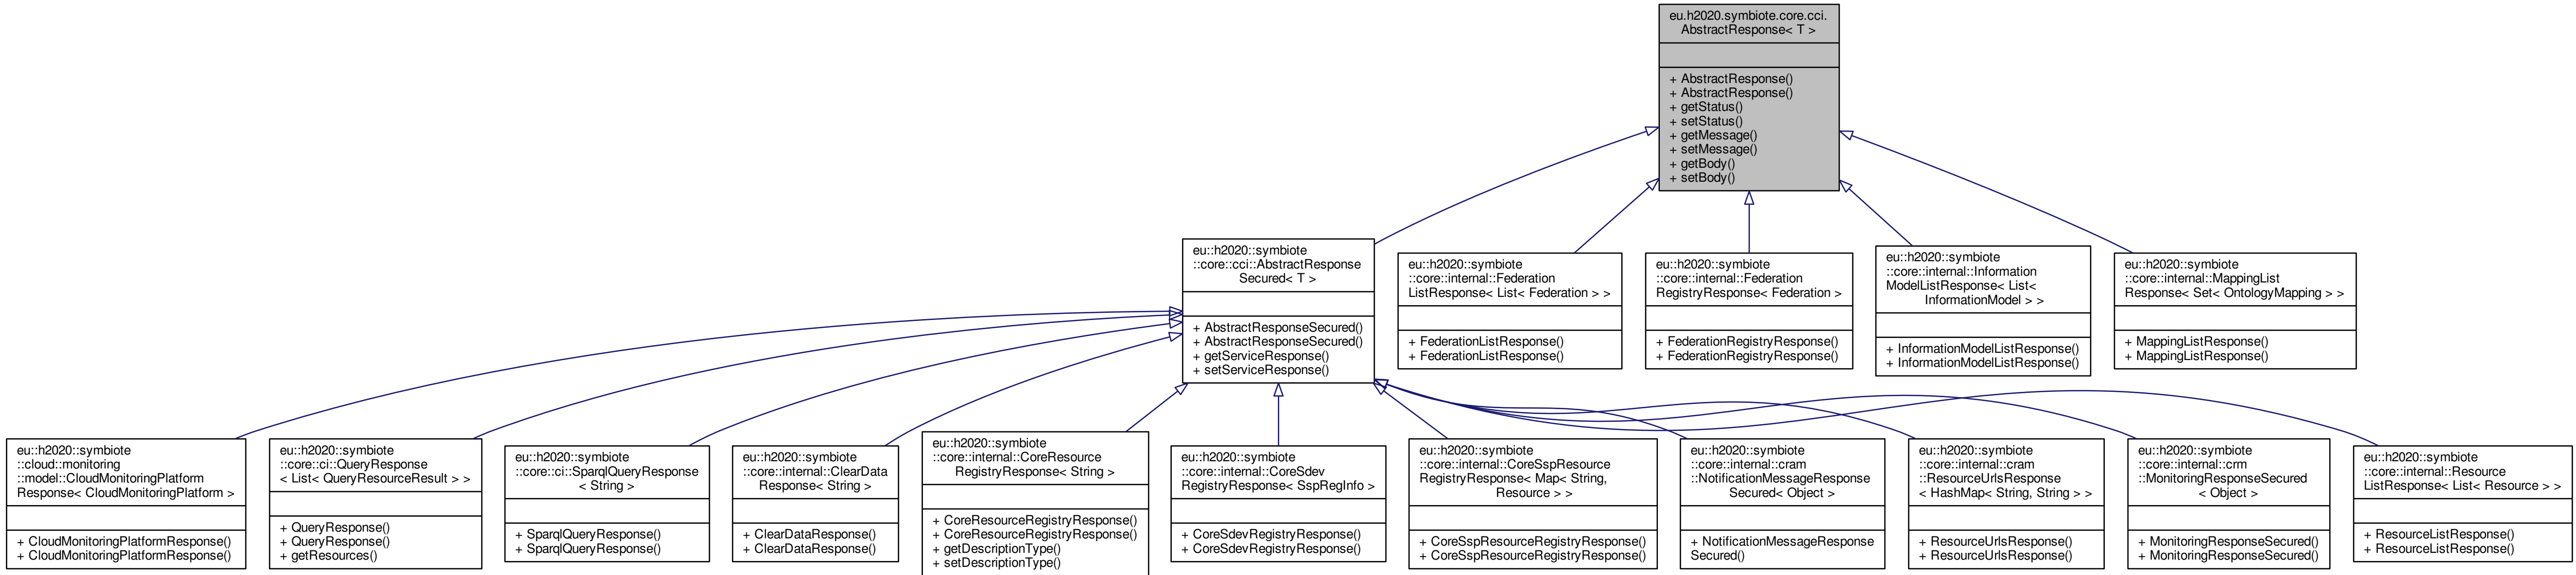 eu.h2020.symbiote.core.cci.
AbstractResponse< T >
+ AbstractResponse()
+ AbstractResponse()
+ getStatus()
+ setStatus()
+ getMessage()
+ setMessage()
+ getBody()
+ setBody()
eu::h2020::symbiote
::core::cci::AbstractResponse
Secured< T >
+ AbstractResponseSecured()
+ AbstractResponseSecured()
+ getServiceResponse()
+ setServiceResponse()
eu::h2020::symbiote
::core::internal::Federation
ListResponse< List< Federation > >
+ FederationListResponse()
+ FederationListResponse()
eu::h2020::symbiote
::core::internal::Federation
RegistryResponse< Federation >
+ FederationRegistryResponse()
+ FederationRegistryResponse()
eu::h2020::symbiote
::core::internal::Information
ModelListResponse< List<
InformationModel > >
+ InformationModelListResponse()
+ InformationModelListResponse()
eu::h2020::symbiote
::core::internal::MappingList
Response< Set< OntologyMapping > >
+ MappingListResponse()
+ MappingListResponse()
eu::h2020::symbiote
::cloud::monitoring
::model::CloudMonitoringPlatform
Response< CloudMonitoringPlatform >
+ CloudMonitoringPlatformResponse()
+ CloudMonitoringPlatformResponse()
eu::h2020::symbiote
::core::ci::QueryResponse
< List< QueryResourceResult > >
+ QueryResponse()
+ QueryResponse()
+ getResources()
eu::h2020::symbiote
::core::ci::SparqlQueryResponse
< String >
+ SparqlQueryResponse()
+ SparqlQueryResponse()
eu::h2020::symbiote
::core::internal::ClearData
Response< String >
+ ClearDataResponse()
+ ClearDataResponse()
eu::h2020::symbiote
::core::internal::CoreResource
RegistryResponse< String >
+ CoreResourceRegistryResponse()
+ CoreResourceRegistryResponse()
+ getDescriptionType()
+ setDescriptionType()
eu::h2020::symbiote
::core::internal::CoreSdev
RegistryResponse< SspRegInfo >
+ CoreSdevRegistryResponse()
+ CoreSdevRegistryResponse()
eu::h2020::symbiote
::core::internal::CoreSspResource
RegistryResponse< Map< String,
Resource > >
+ CoreSspResourceRegistryResponse()
+ CoreSspResourceRegistryResponse()
eu::h2020::symbiote
::core::internal::cram
::NotificationMessageResponse
Secured< Object >
+ NotificationMessageResponse
Secured()
eu::h2020::symbiote
::core::internal::cram
::ResourceUrlsResponse
< HashMap< String, String > >
+ ResourceUrlsResponse()
+ ResourceUrlsResponse()
eu::h2020::symbiote
::core::internal::crm
::MonitoringResponseSecured
< Object >
+ MonitoringResponseSecured()
+ MonitoringResponseSecured()
eu::h2020::symbiote
::core::internal::Resource
ListResponse< List< Resource > >
+ ResourceListResponse()
+ ResourceListResponse()